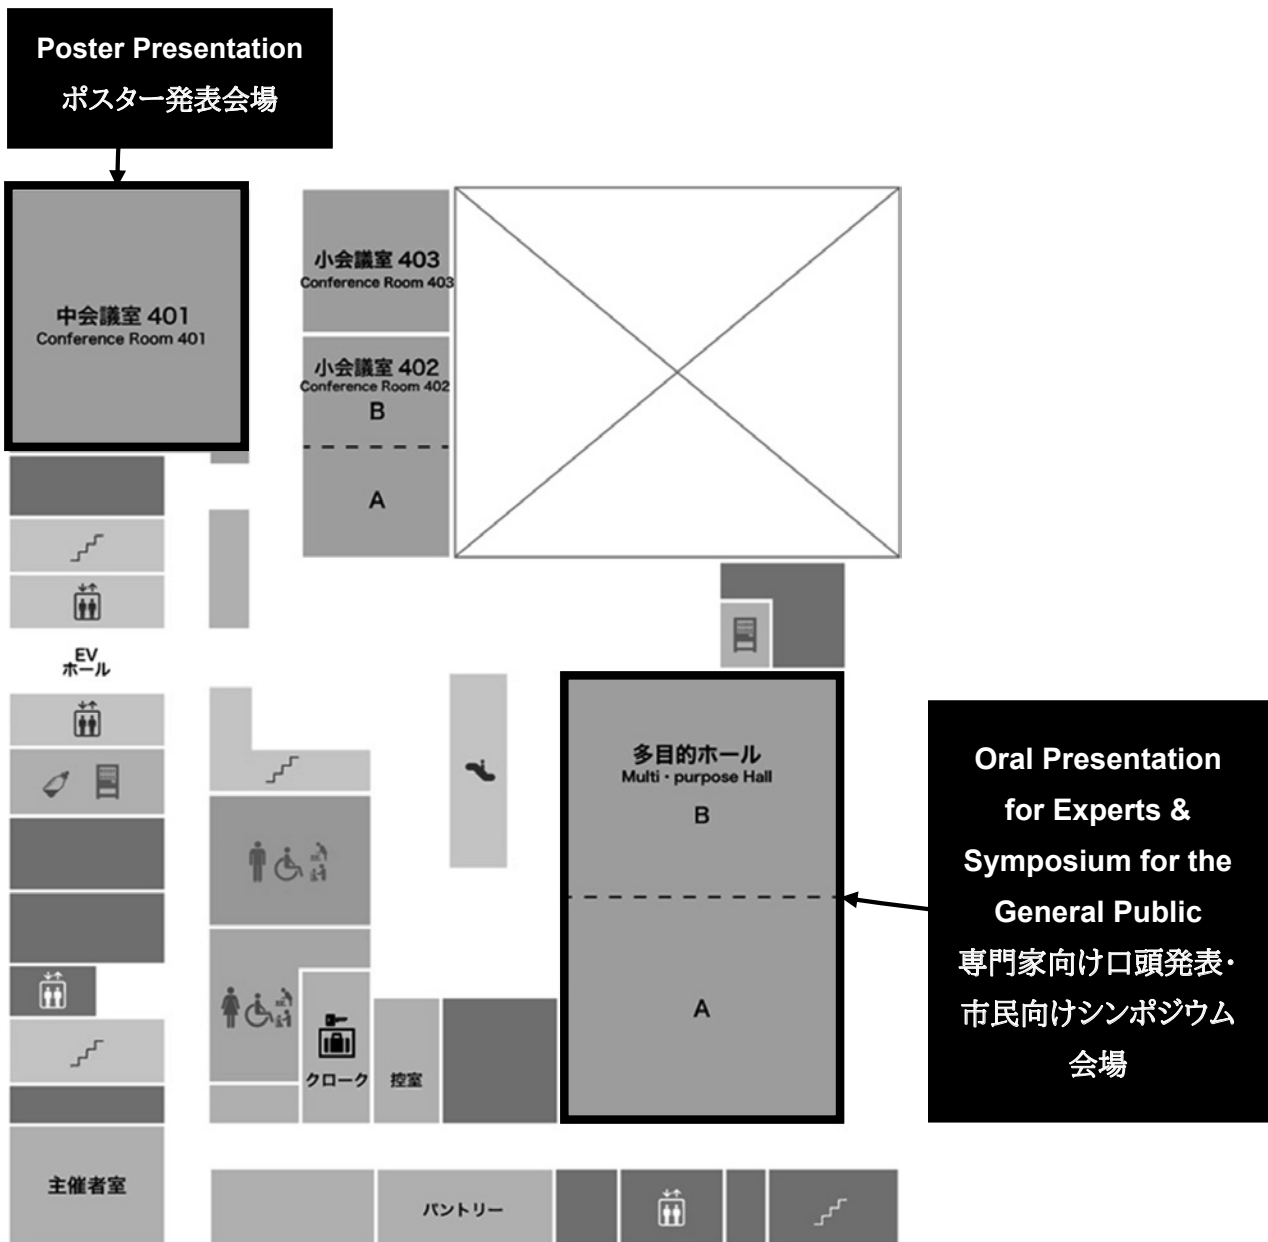 Poster Presentation
ポスター発表会場
中会議室 401
Conference Room 401
小会議室 403
Conference Room 403
小会議室 402
Conference Room 402
B
A
EV
ホール
多目的ホール
Multi・purpose Hall
B
A
Oral Presentation
for Experts &
Symposium for the
General Public
専門家向け口頭発表・
市民向けシンポジウム
会場
クローク
控室
主催者室
パントリー